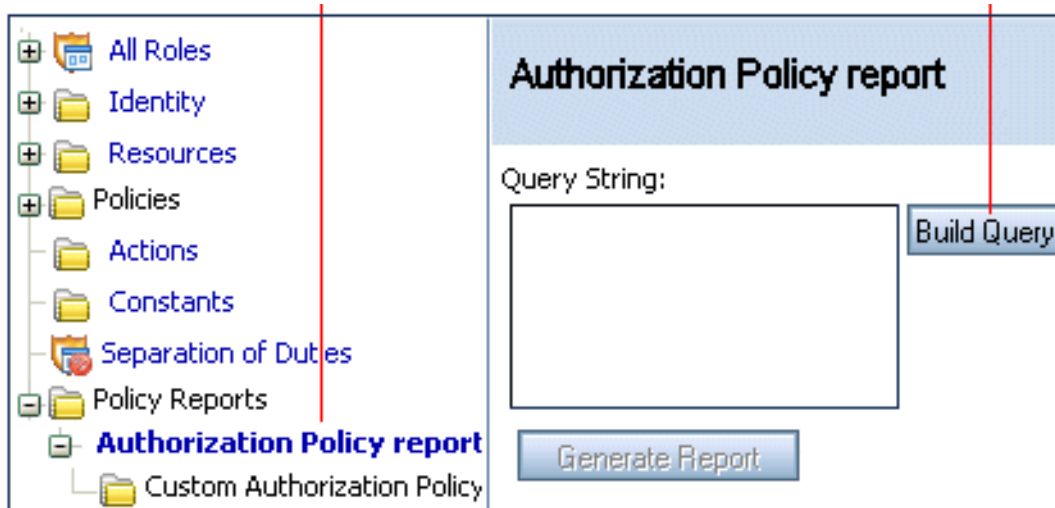 All Roles
Identity
Resources
Policies
Actions
Constants
Separation of Duties
Policy Reports
Authorization Policy report
Custom Authorization Policy
Authorization Policy report
Query String:
Build Query
Generate Report